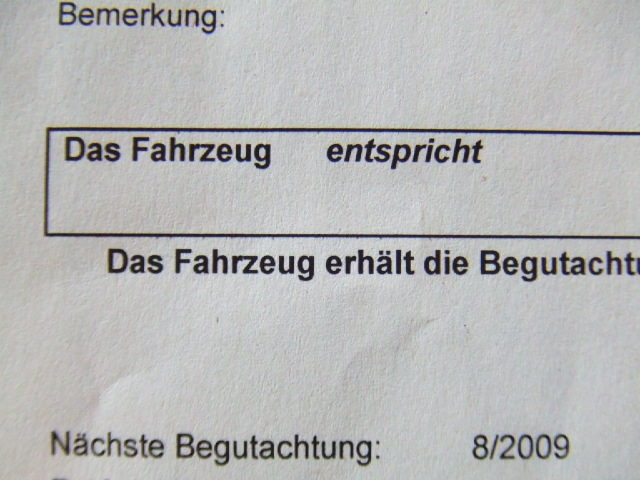 Bemerkung:
Das Fahrzeug entspricht
Das Fahrzeug erhält die Begutachtu
Nächste Begutachtung: 8/2009